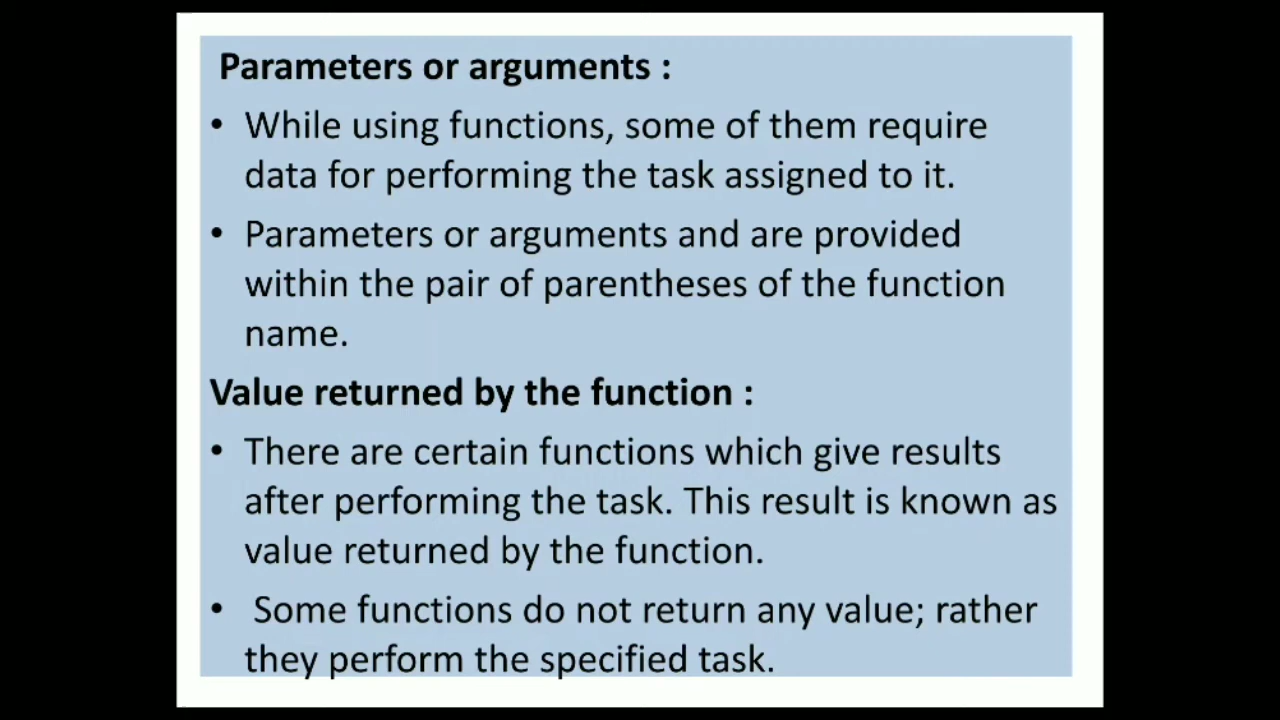 Parameters or arguments :
• While using functions, some of them require
data for performing the task assigned to it.
• Parameters or arguments and are provided
within the pair of parentheses of the function
name.
Value returned by the function :
• There are certain functions which give results
after performing the task. This result is known as
value returned by the function.
• Some functions do not return any value; rather
they perform the specified task.